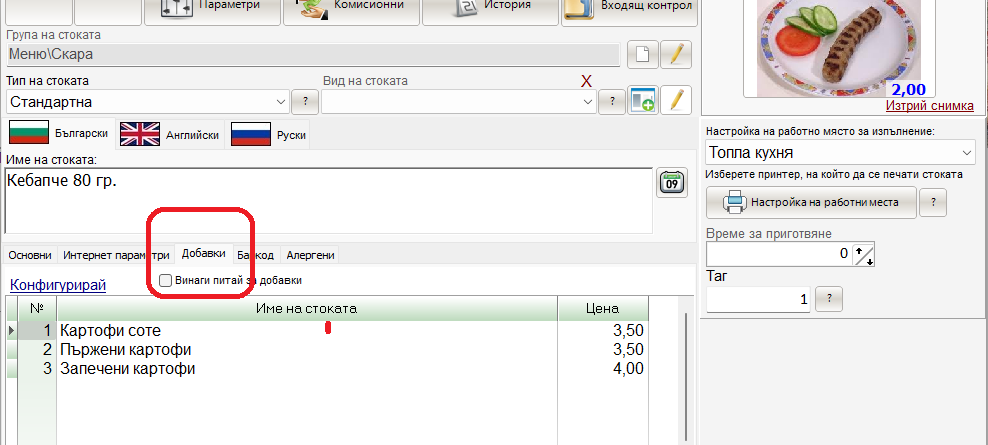 Параметри
Комисионни
История
Входящ контрол
Група на стоката
Меню\Скара
Тип на стоката
Вид на стоката
X
Стандартна
?
?
Български
Английски
Руски
Име на стоката:
Кебапче 80 гр.
09
Основни
Интернет параметри
Добавки
Баркод
Алергени
Конфигурирай
Винаги питай за добавки
№ Име на стоката Цена
1 Картофи соте 3,50
2 Пържени картофи 3,50
3 Запечени картофи 4,00
2,00
Изтрий снимка
Настройка на работно място за изпълнение:
Топла кухня
Изберете принтер, на който да се печати стоката
Настройка на работни места
?
Време за приготвяне
0
Таг
1
?